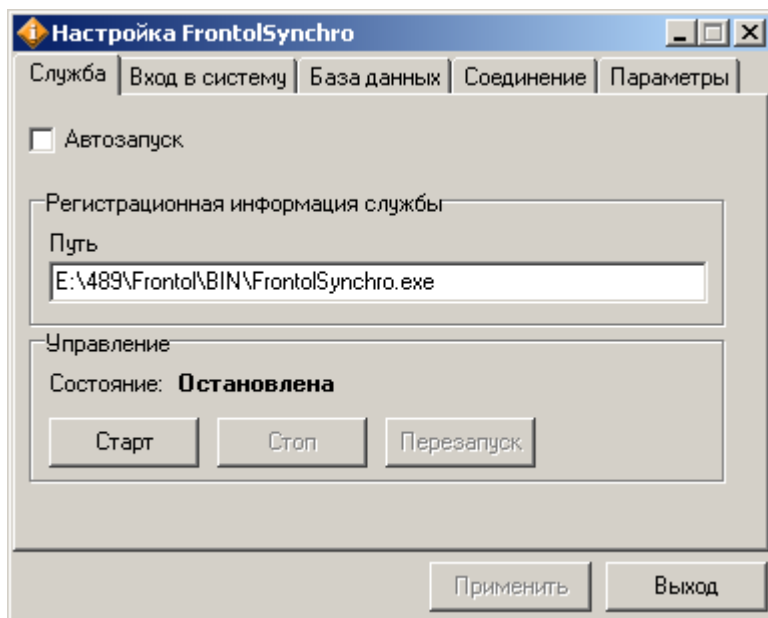 Настройка FrontolSynchro
Служба Вход в систему База данных Соединение Параметры
Автозапуск
Регистрационная информация службы
Путь
E:\489\Frontol\BIN\FrontolSynchro.exe
Управление
Состояние: Остановлена
Старт Стоп Перезапуск
Применить Выход